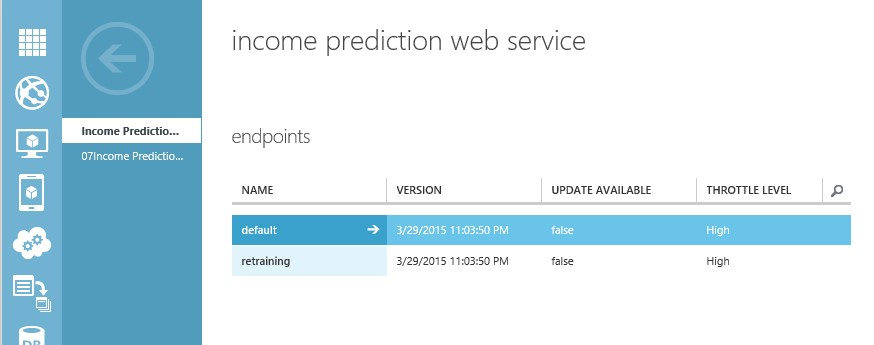 income prediction web service
Income Predictio...
07Income Predictio...
endpoints
NAME VERSION UPDATE AVAILABLE THROTTLE LEVEL
default 3/29/2015 11:03:50 PM false High
retraining 3/29/2015 11:03:50 PM false High
DB